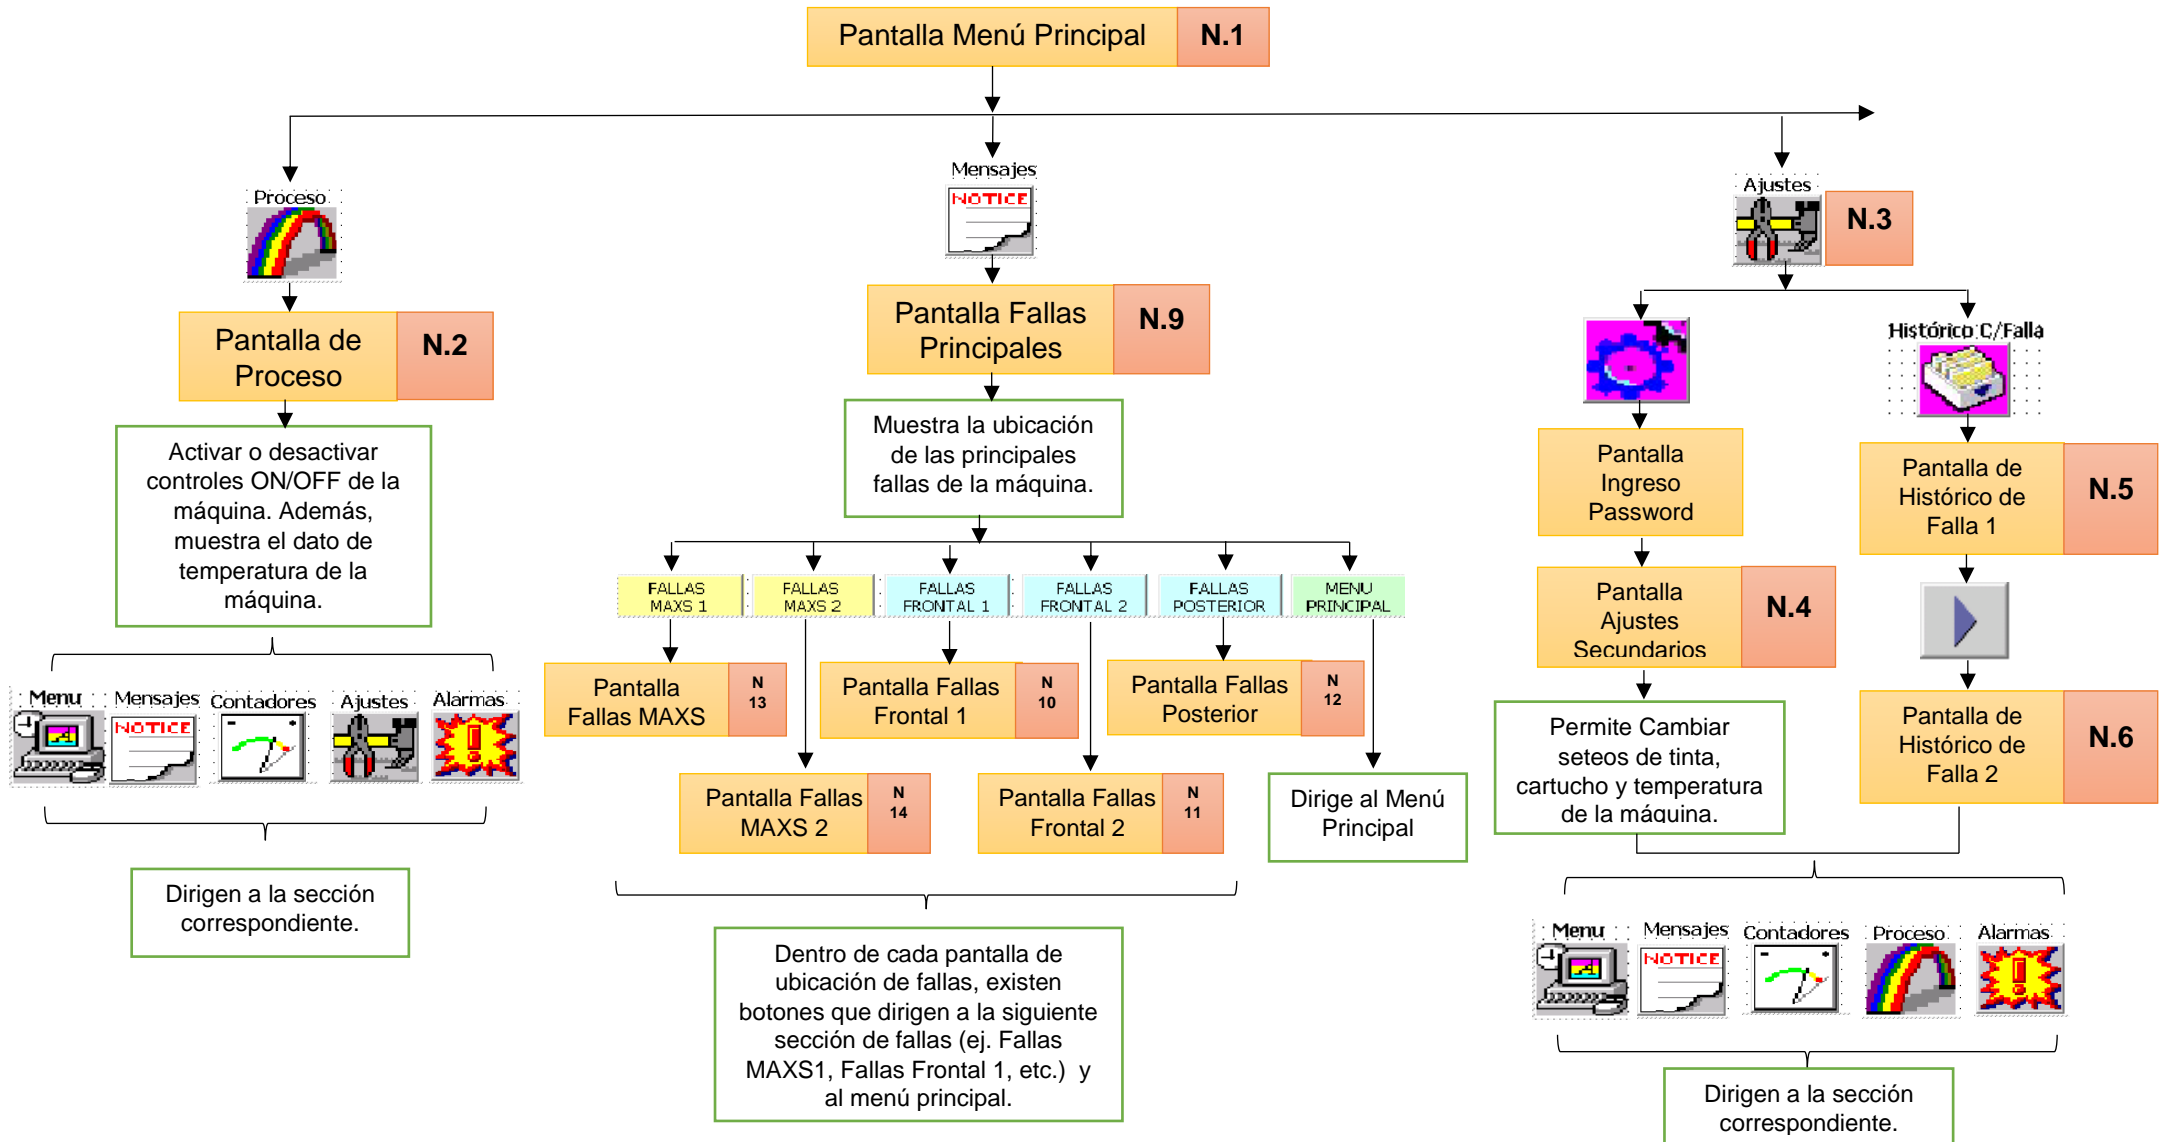 Pantalla Menú Principal
N.1
Proceso
Pantalla de
Proceso
N.2
Activar o desactivar
controles ON/OFF de la
máquina. Además,
muestra el dato de
temperatura de la
máquina.
Menu
Mensajes
NOTICE
Contadores
Ajustes
Alarmas
Dirigen a la sección
correspondiente.
Mensajes
NOTICE
Pantalla Fallas
Principales
N.9
Muestra la ubicación
de las principales
fallas de la máquina.
FALLAS
MAXS 1
FALLAS
MAXS 2
FALLAS
FRONTAL 1
FALLAS
FRONTAL 2
FALLAS
POSTERIOR
MENU
PRINCIPAL
Pantalla
Fallas MAXS
N
13
Pantalla Fallas
Frontal 1
N
10
Pantalla Fallas
Posterior
N
12
Pantalla Fallas
MAXS 2
N
14
Pantalla Fallas
Frontal 2
N
11
Dirige al Menú
Principal
Dentro de cada pantalla de
ubicación de fallas, existen
botones que dirigen a la siguiente
sección de fallas (ej. Fallas
MAXS1, Fallas Frontal 1, etc.) y
al menú principal.
Ajustes
N.3
Pantalla
Ingreso
Password
Pantalla
Ajustes
Secundarios
N.4
Permite Cambiar
seteos de tinta,
cartucho y temperatura
de la máquina.
Histórico C/Falla
Pantalla de
Histórico de
Falla 1
N.5
Pantalla de
Histórico de
Falla 2
N.6
Menu
Mensajes
NOTICE
Contadores
Proceso
Alarmas
Dirigen a la sección
correspondiente.